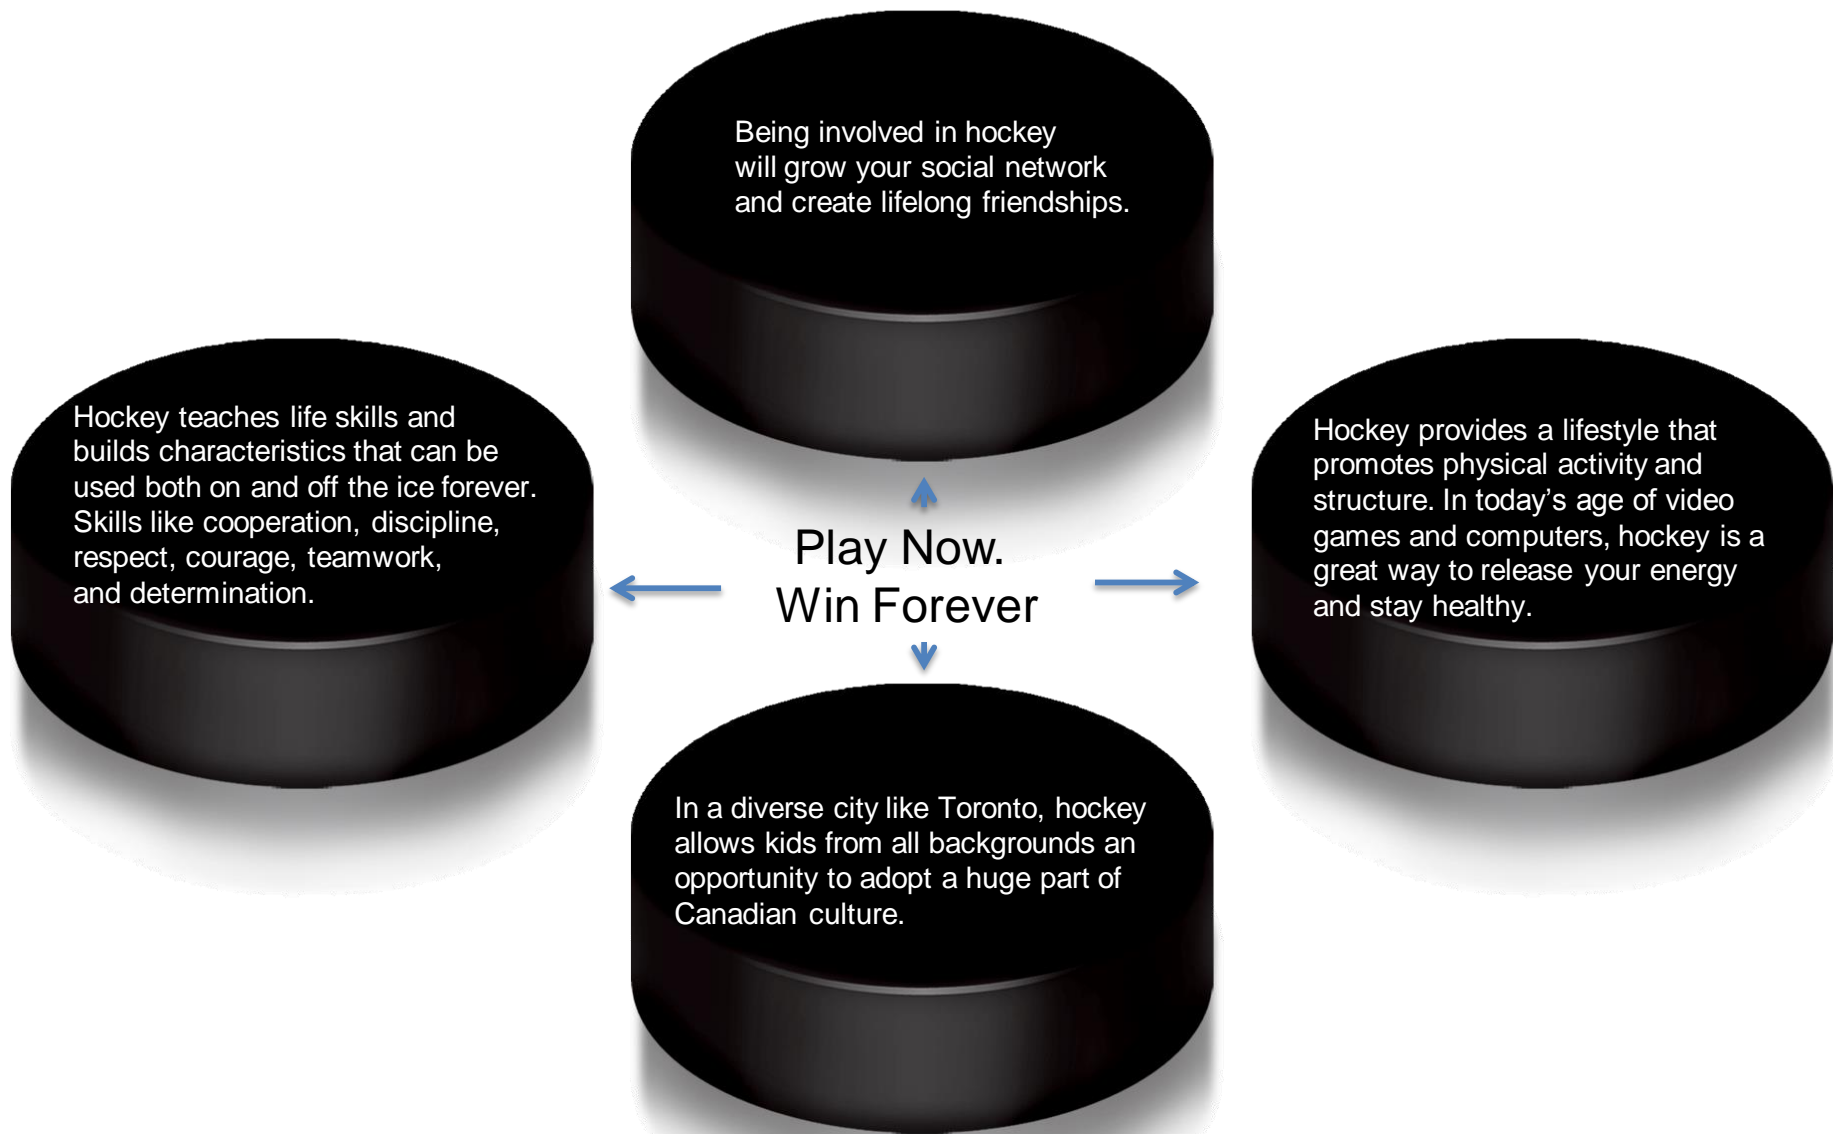 Being involved in hockey
will grow your social network
and create lifelong friendships.
Hockey teaches life skills and
builds characteristics that can be
used both on and off the ice forever.
Skills like cooperation, discipline,
respect, courage, teamwork,
and determination.
Play Now.
Win Forever
Hockey provides a lifestyle that
promotes physical activity and
structure. In today’s age of video
games and computers, hockey is a
great way to release your energy
and stay healthy.
In a diverse city like Toronto, hockey
allows kids from all backgrounds an
opportunity to adopt a huge part of
Canadian culture.